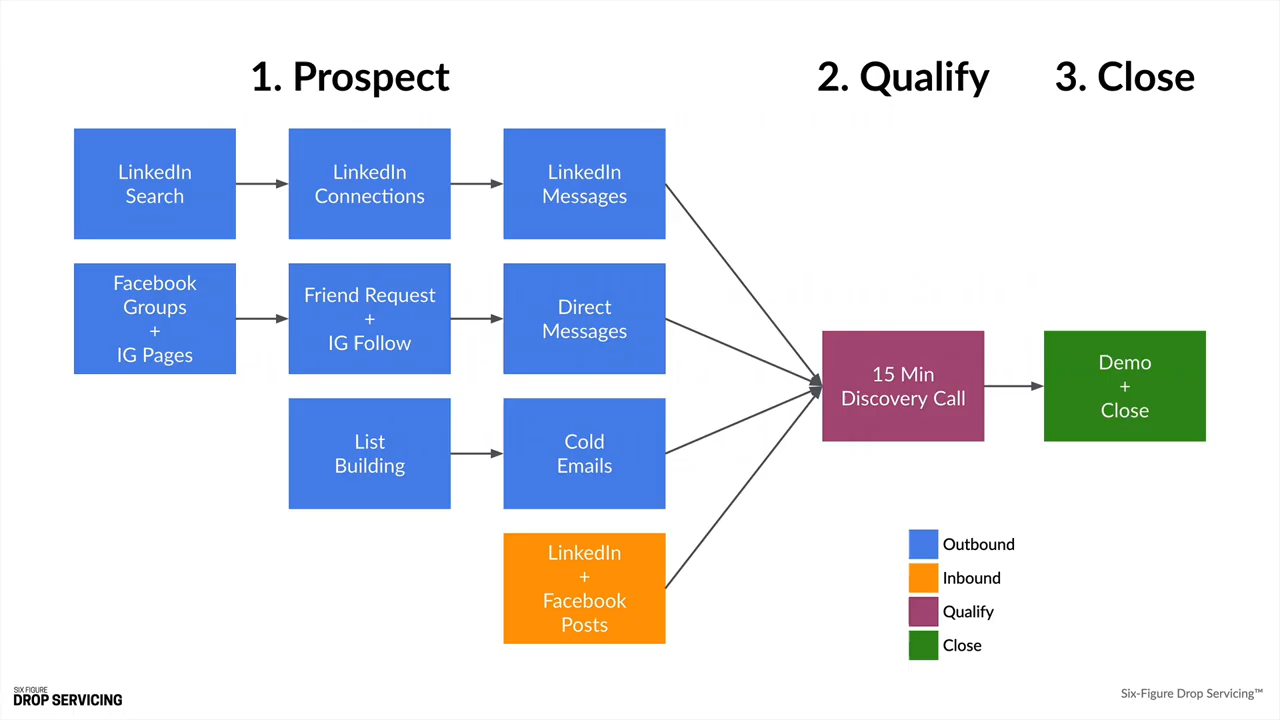 1. Prospect
2. Qualify
3. Close
LinkedIn
Search
LinkedIn
Connections
LinkedIn
Messages
Facebook
Groups
+
IG Pages
Friend Request
+
IG Follow
Direct
Messages
List
Building
Cold
Emails
LinkedIn
+
Facebook
Posts
15 Min
Discovery Call
Demo
+
Close
Outbound
Inbound
Qualify
Close
SIX FIGURE
DROP SERVICING
Six-Figure Drop Servicing™